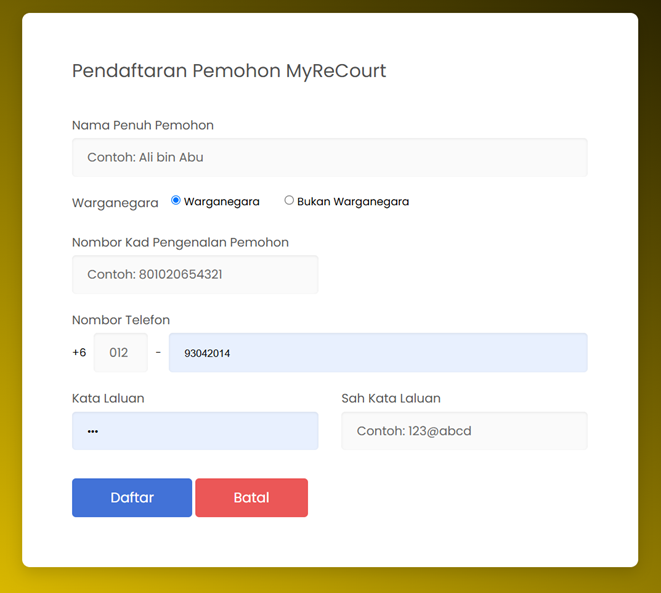 Pendaftaran Pemohon MyReCourt
Nama Penuh Pemohon
Contoh: Ali bin Abu
Warganegara Warganegara Bukan Warganegara
Nombor Kad Pengenalan Pemohon
Contoh: 801020654321
Nombor Telefon
+6 012 - 93042014
Kata Laluan Sah Kata Laluan
••• Contoh: 123@abcd
Daftar Batal